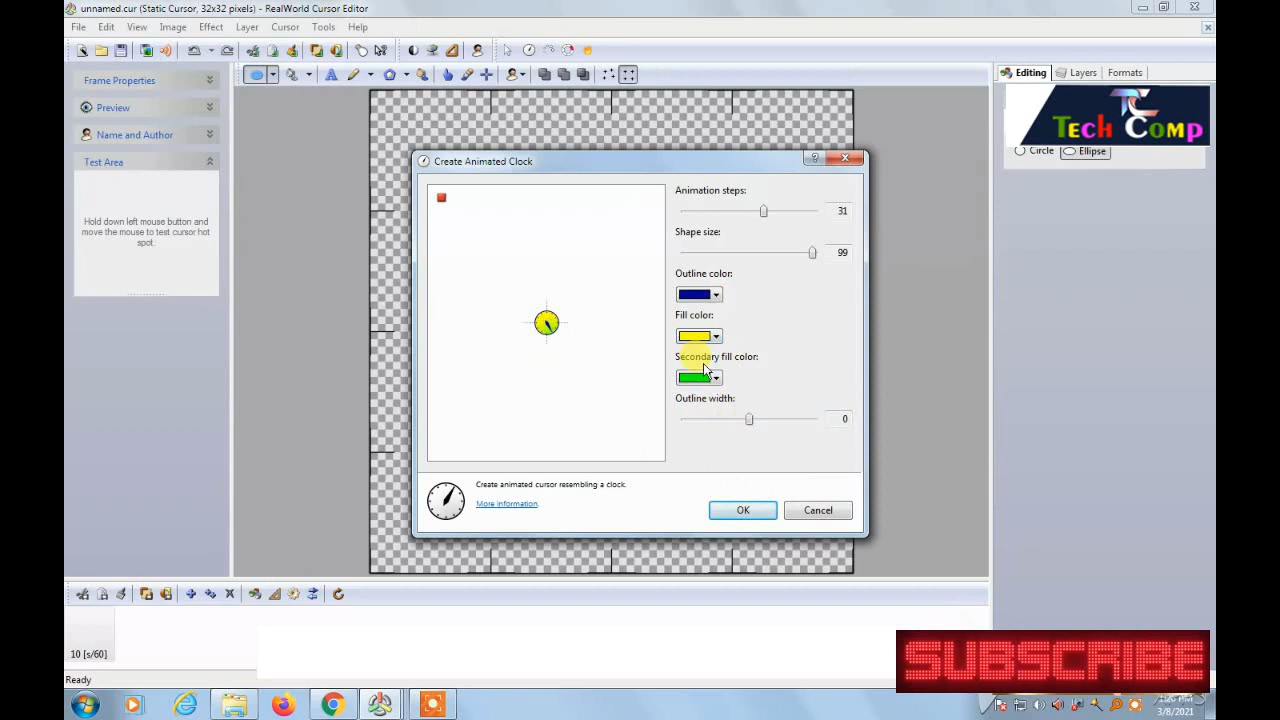 unnamed.cur (Static Cursor, 32x32 pixels) - RealWorld Cursor Editor
File Edit View Image Effect Layer Cursor Tools Help
Frame Properties
Preview
Name and Author
Test Area
Hold down left mouse button and
move the mouse to test cursor hot
spot.
Create Animated Clock
Animation steps:
31
Shape size:
99
Outline color:
Fill color:
Secondary fill color:
Outline width:
0
Create animated cursor resembling a clock.
More information.
OK Cancel
Editing Layers Formats
TC
Tech Comp
Circle Ellipse
10 [s/60]
Ready
SUBSCRIBE
3/8/2021